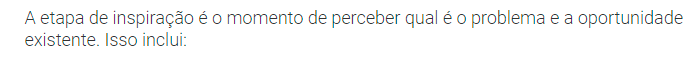 A etapa de inspiração é o momento de perceber qual é o problema e a oportunidade
existente. Isso inclui: